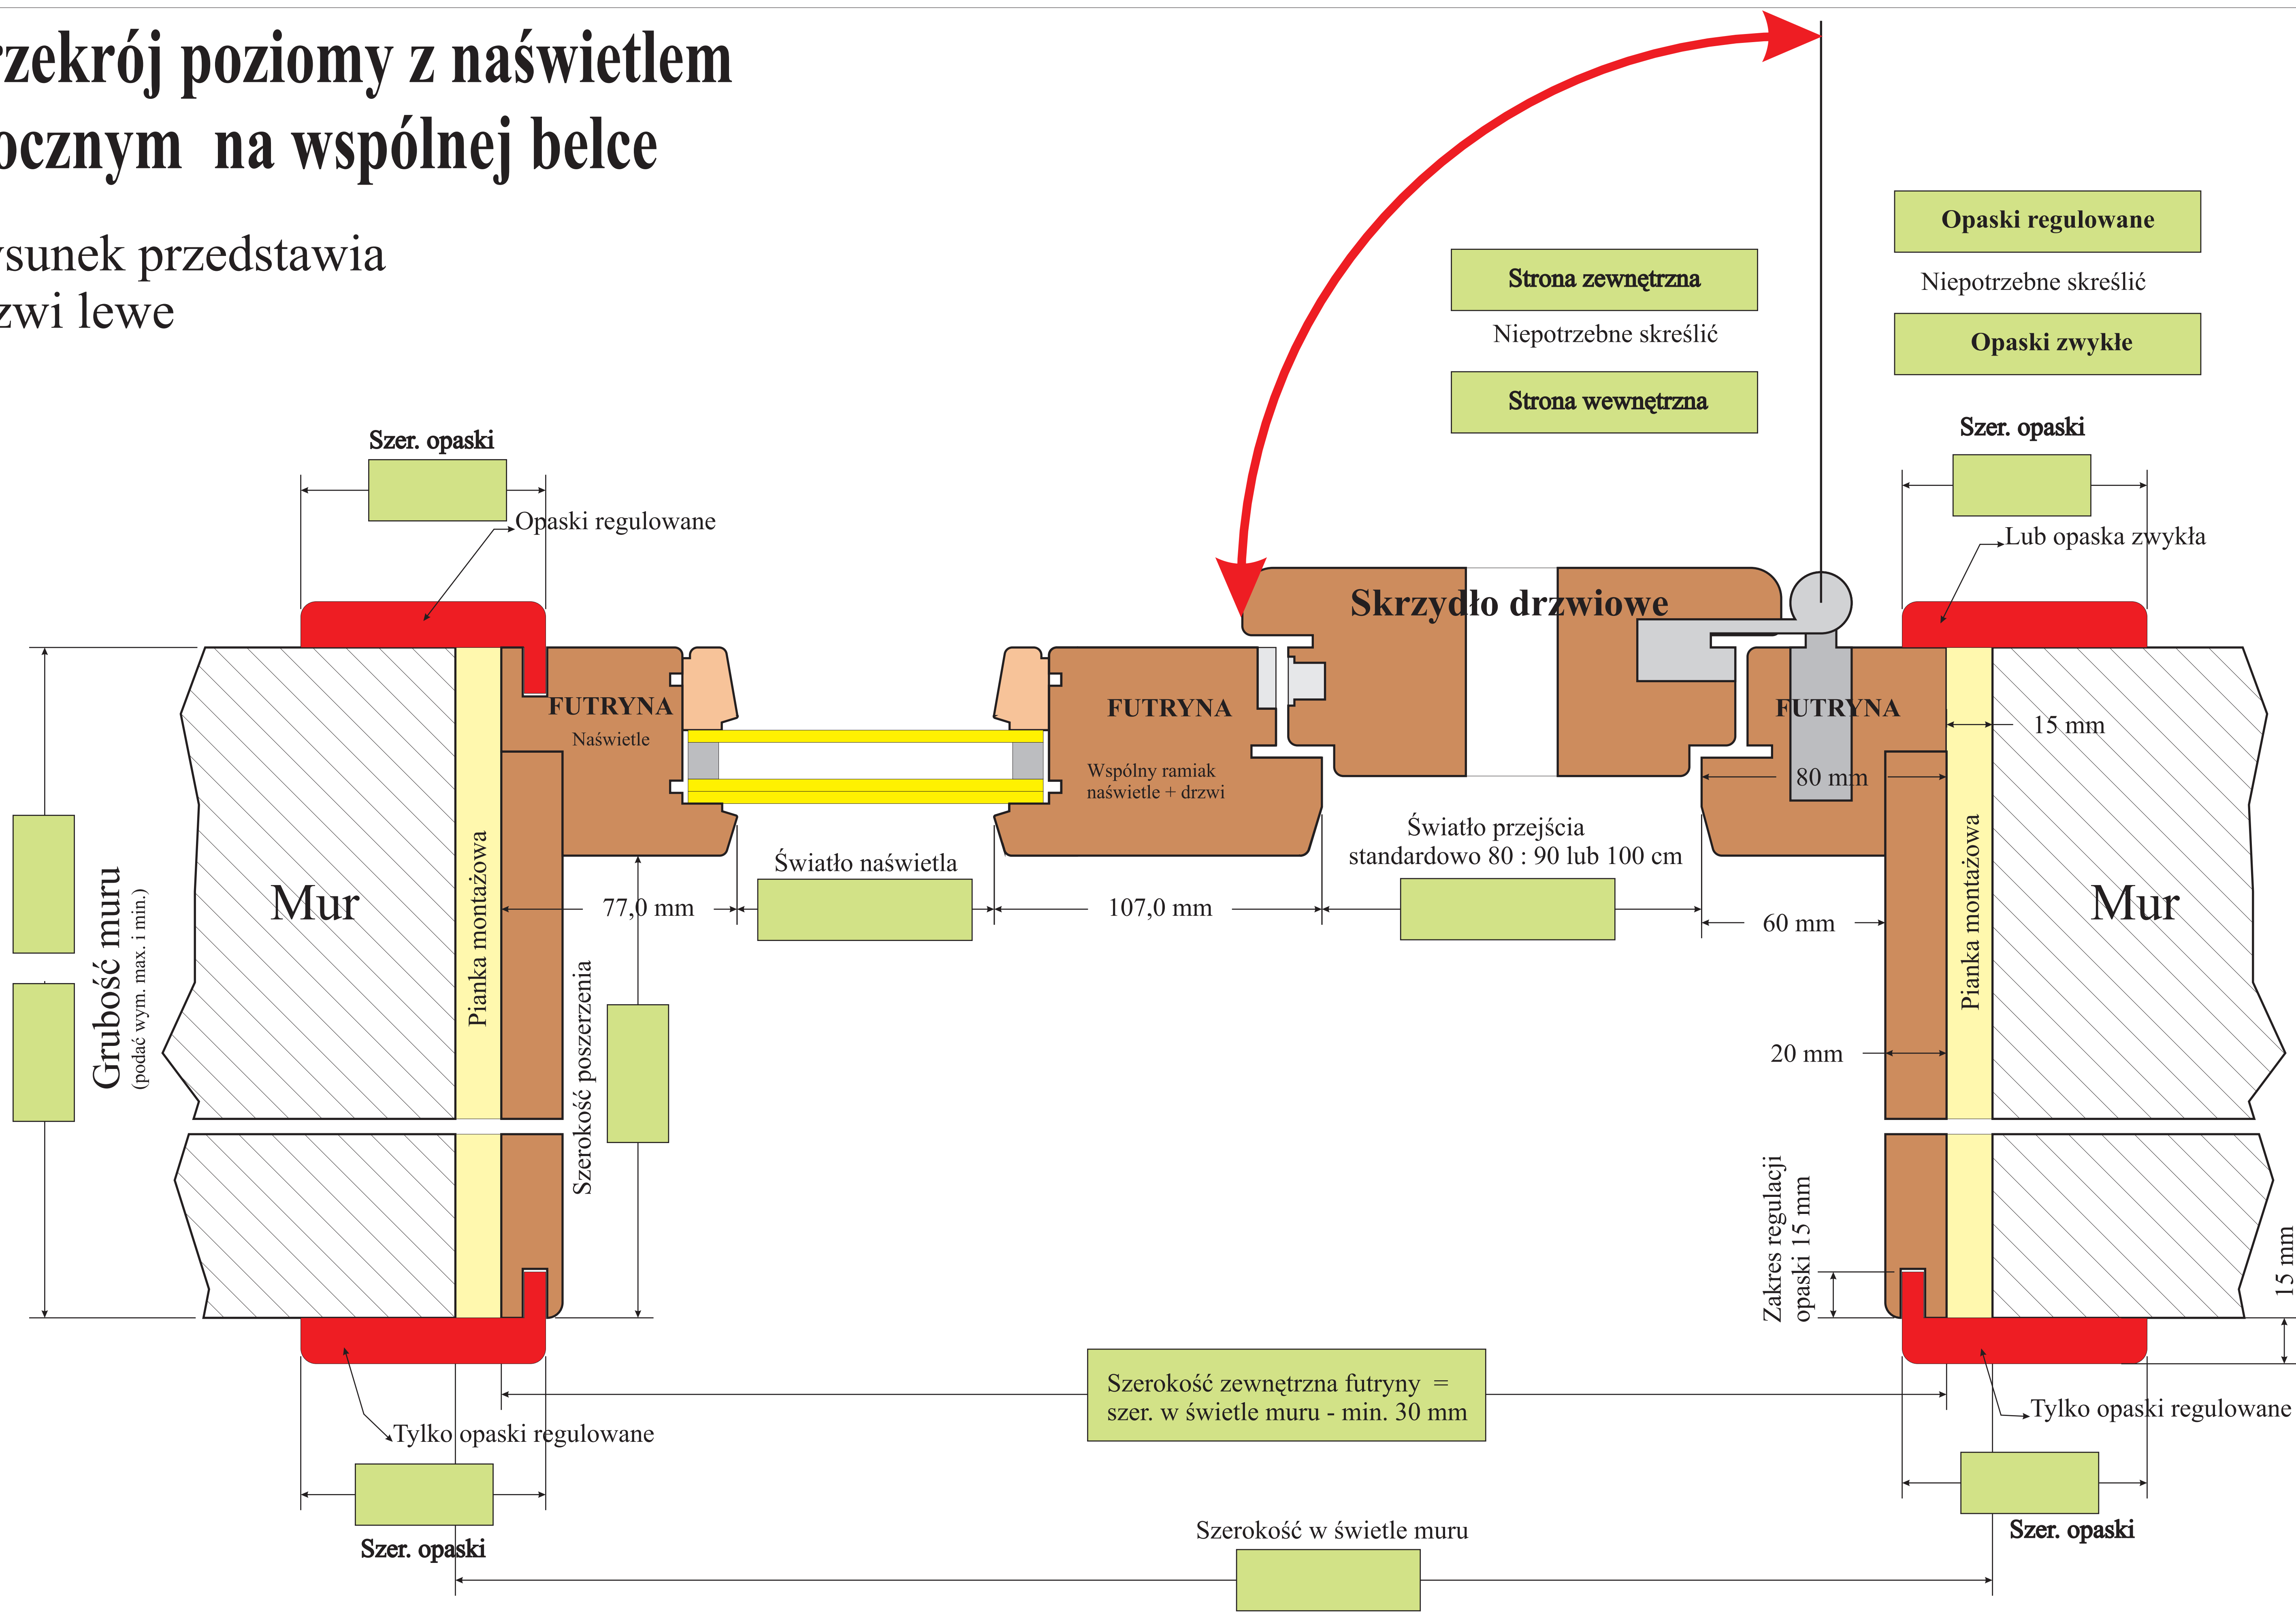 rzekrój poziomy z naświetlem
ocznym na wspólnej belce
ysunek przedstawia
zwi lewe
Opaski regulowane
Niepotrzebne skreślić
Opaski zwykłe
Strona zewnętrzna
Niepotrzebne skreślić
Strona wewnętrzna
Szer. opaski
Opaski regulowane
Szer. opaski
Lub opaska zwykła
Skrzydło drzwiowe
FUTRYNA
Naświetle
FUTRYNA
Wspólny ramiak
naświetle + drzwi
FUTRYNA
15 mm
80 mm
Światło naświetla
Światło przejścia
standardowo 80 : 90 lub 100 cm
77,0 mm
107,0 mm
60 mm
20 mm
Mur
Mur
Pianka montażowa
Pianka montażowa
Grubość muru
(podać wym. max. i min.)
Szerokość poszerzenia
Zakres regulacji
opaski 15 mm
15 mm
Szerokość zewnętrzna futryny =
szer. w świetle muru - min. 30 mm
Tylko opaski regulowane
Tylko opaski regulowane
Szer. opaski
Szer. opaski
Szerokość w świetle muru